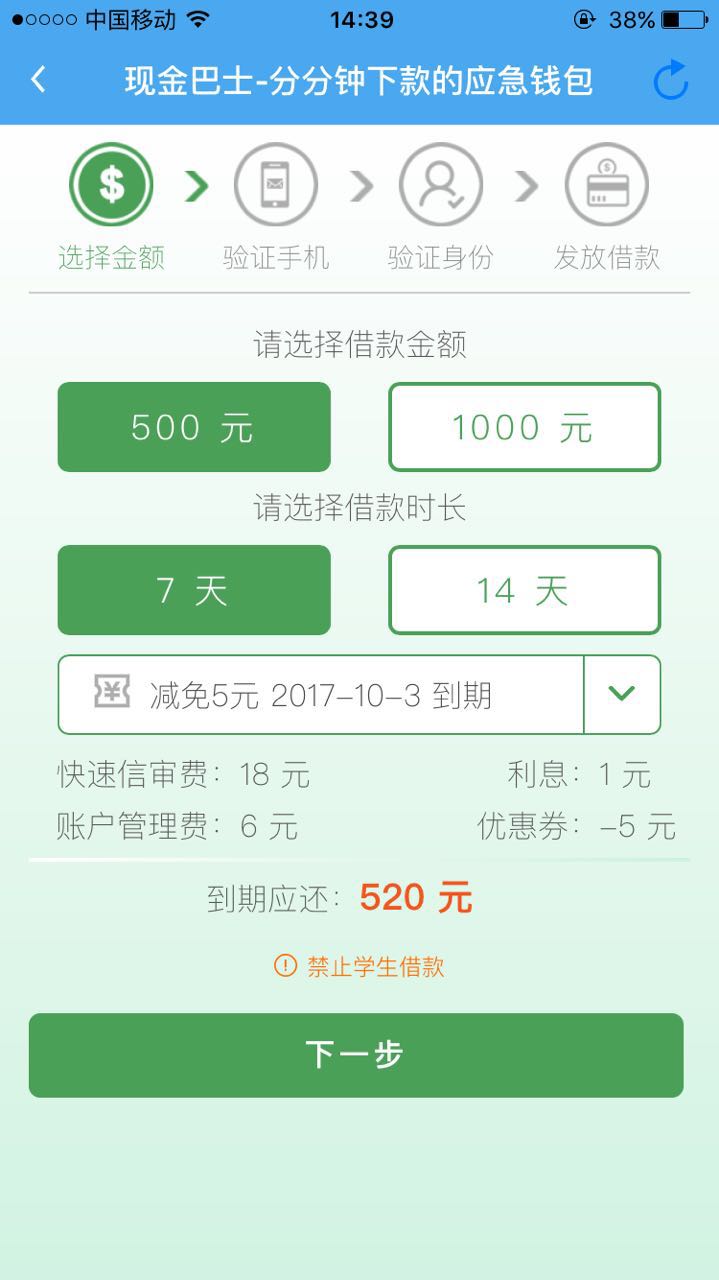 中国移动 14:39 38%
现金巴士-分分钟下款的应急钱包
选择金额 验证手机 验证身份 发放借款
请选择借款金额
500 元 1000 元
请选择借款时长
7 天 14 天
减免5元 2017-10-3 到期
快速信审费：18 元 利息：1 元
账户管理费：6 元 优惠券：-5 元
到期应还：520 元
禁止学生借款
下一步